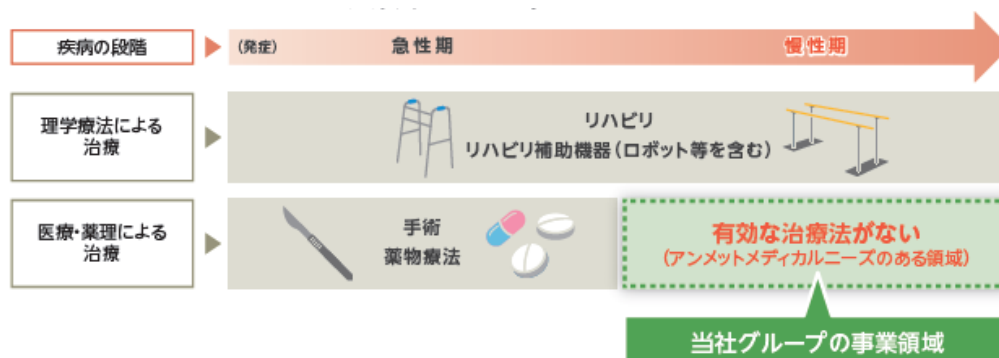 疾病の段階
(発症)
急性期
慢性期
理学療法による
治療
リハビリ
リハビリ補助機器(ロボット等を含む)
医療・薬理による
治療
手術
薬物療法
有効な治療法がない
(アンメットメディカルニーズのある領域)
当社グループの事業領域